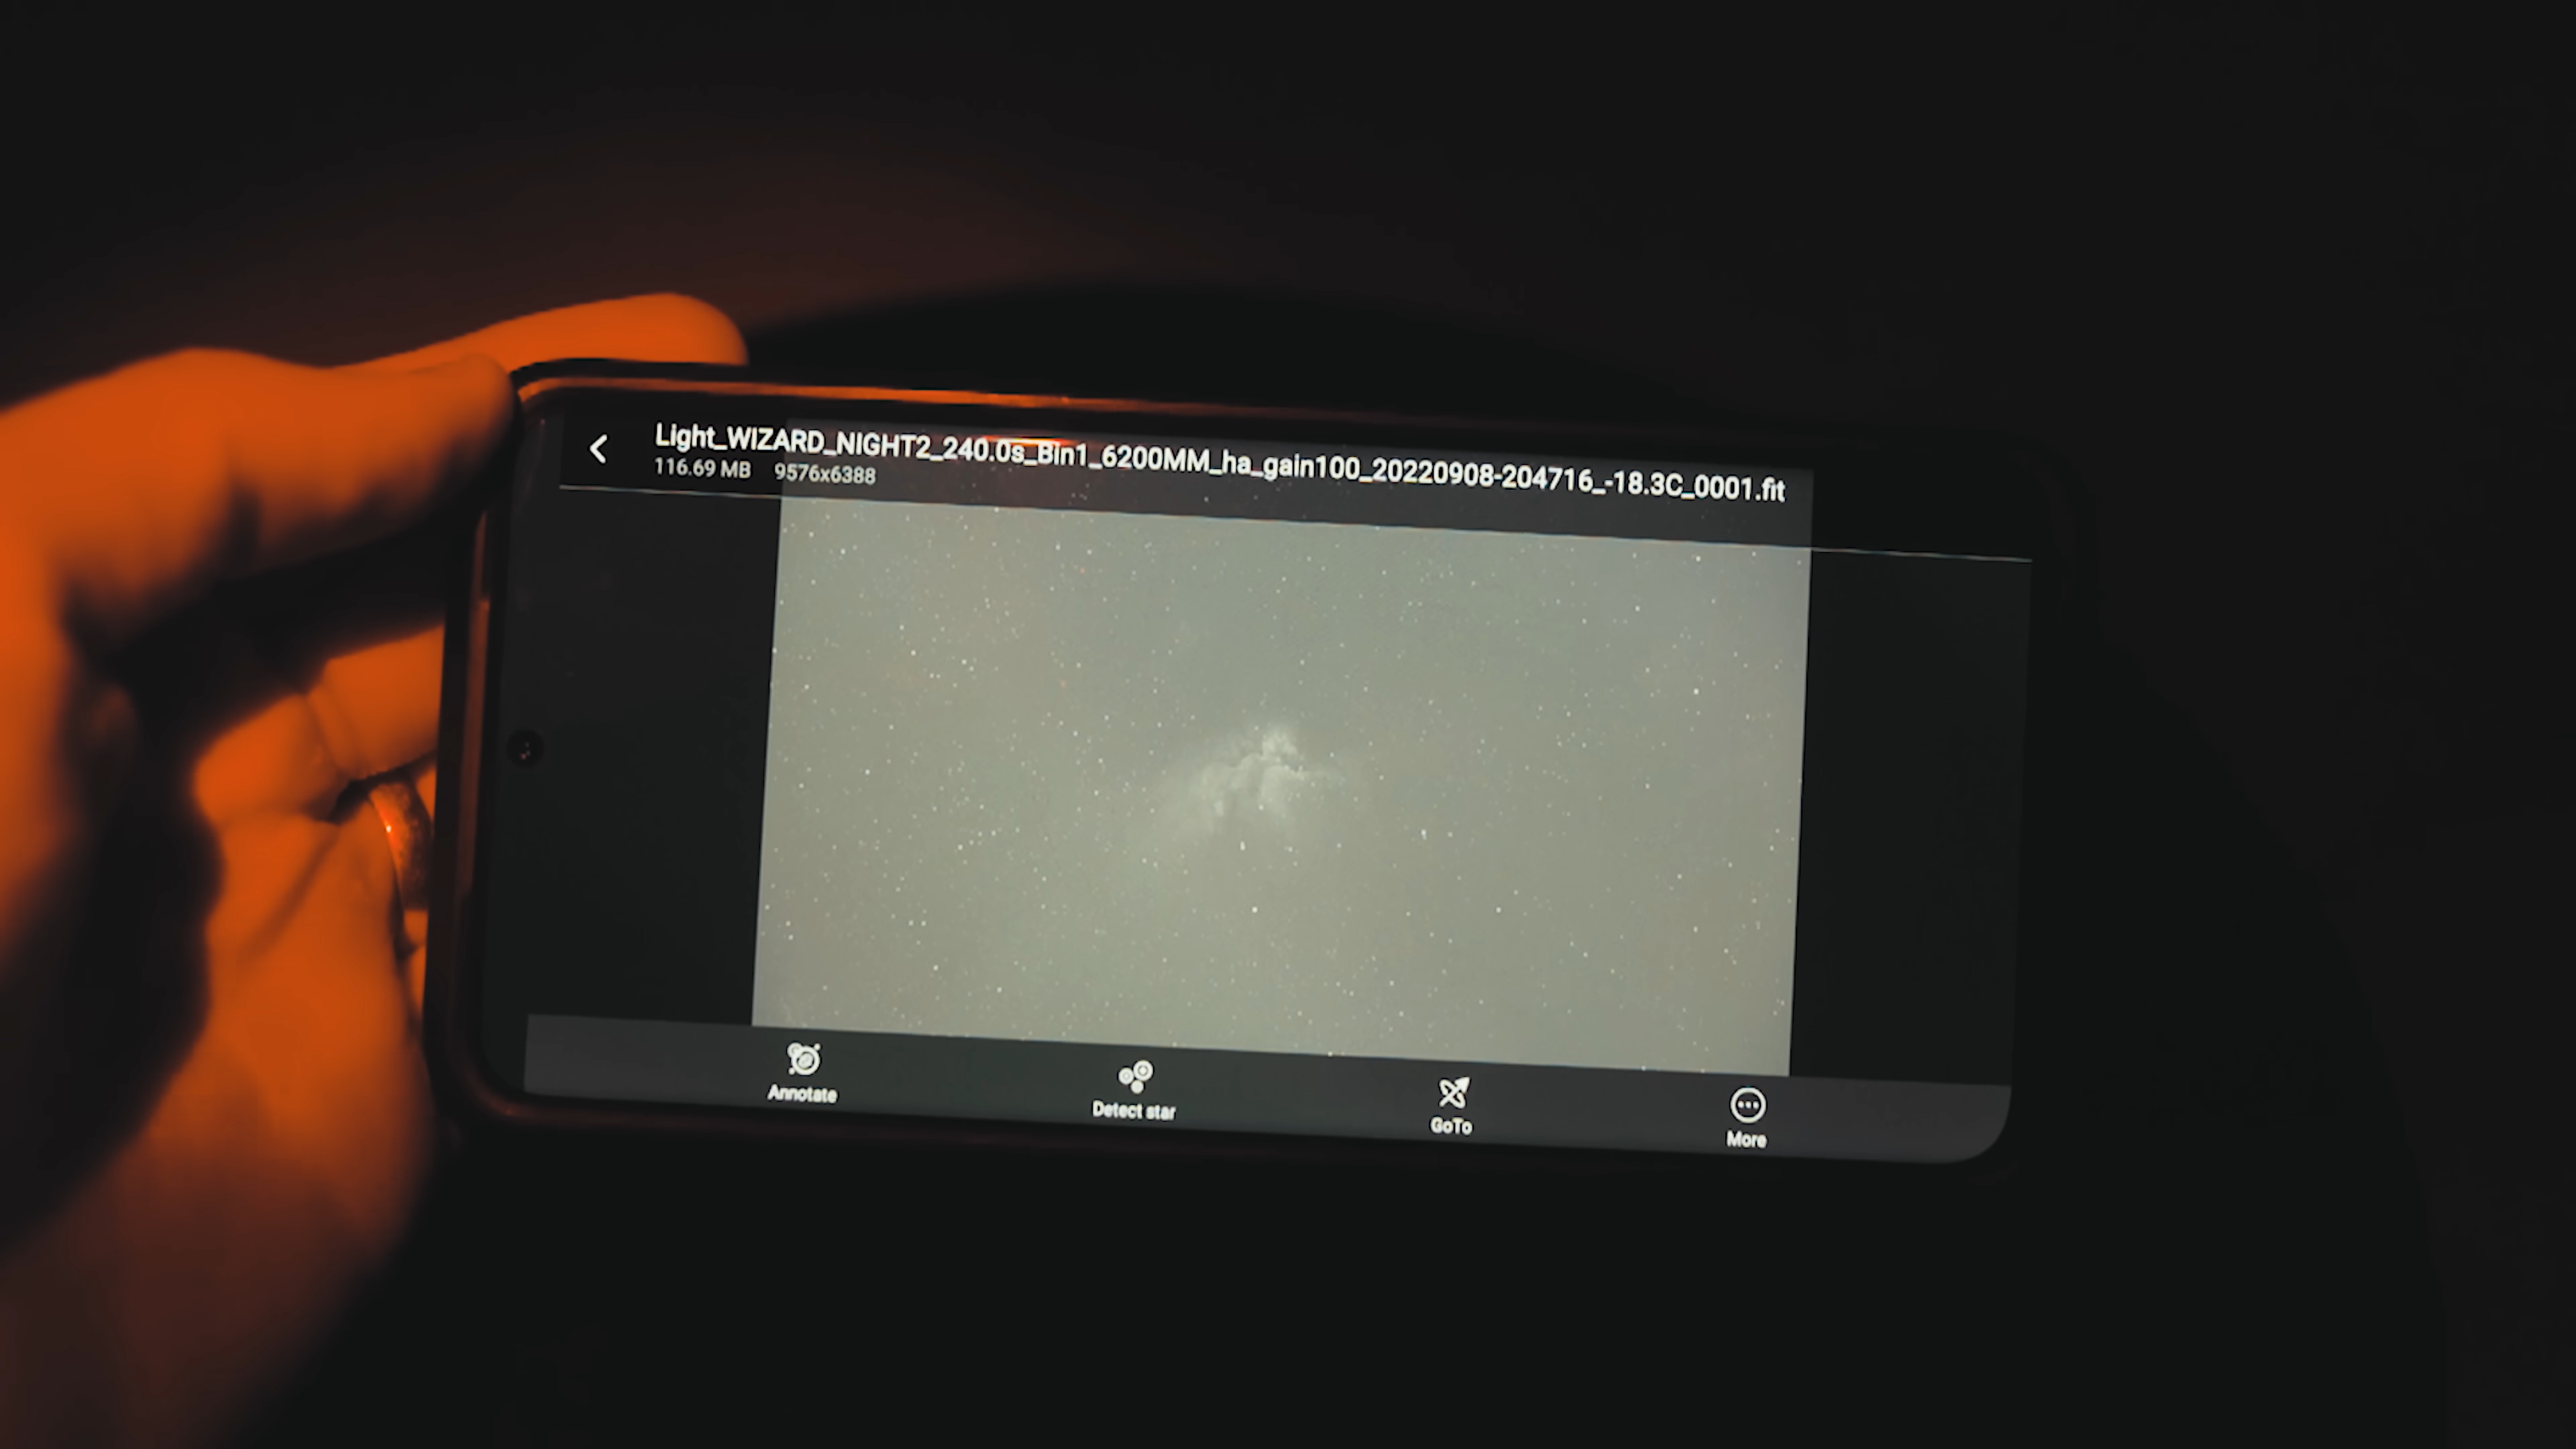 Light_WIZARD_NIGHT2_240.0s_Bin1_6200MM_ha_gain100_20220908-204716_-18.3C_0001.fit
116.69 MB 9576x6388
Annotate
Detect star
GoTo
More